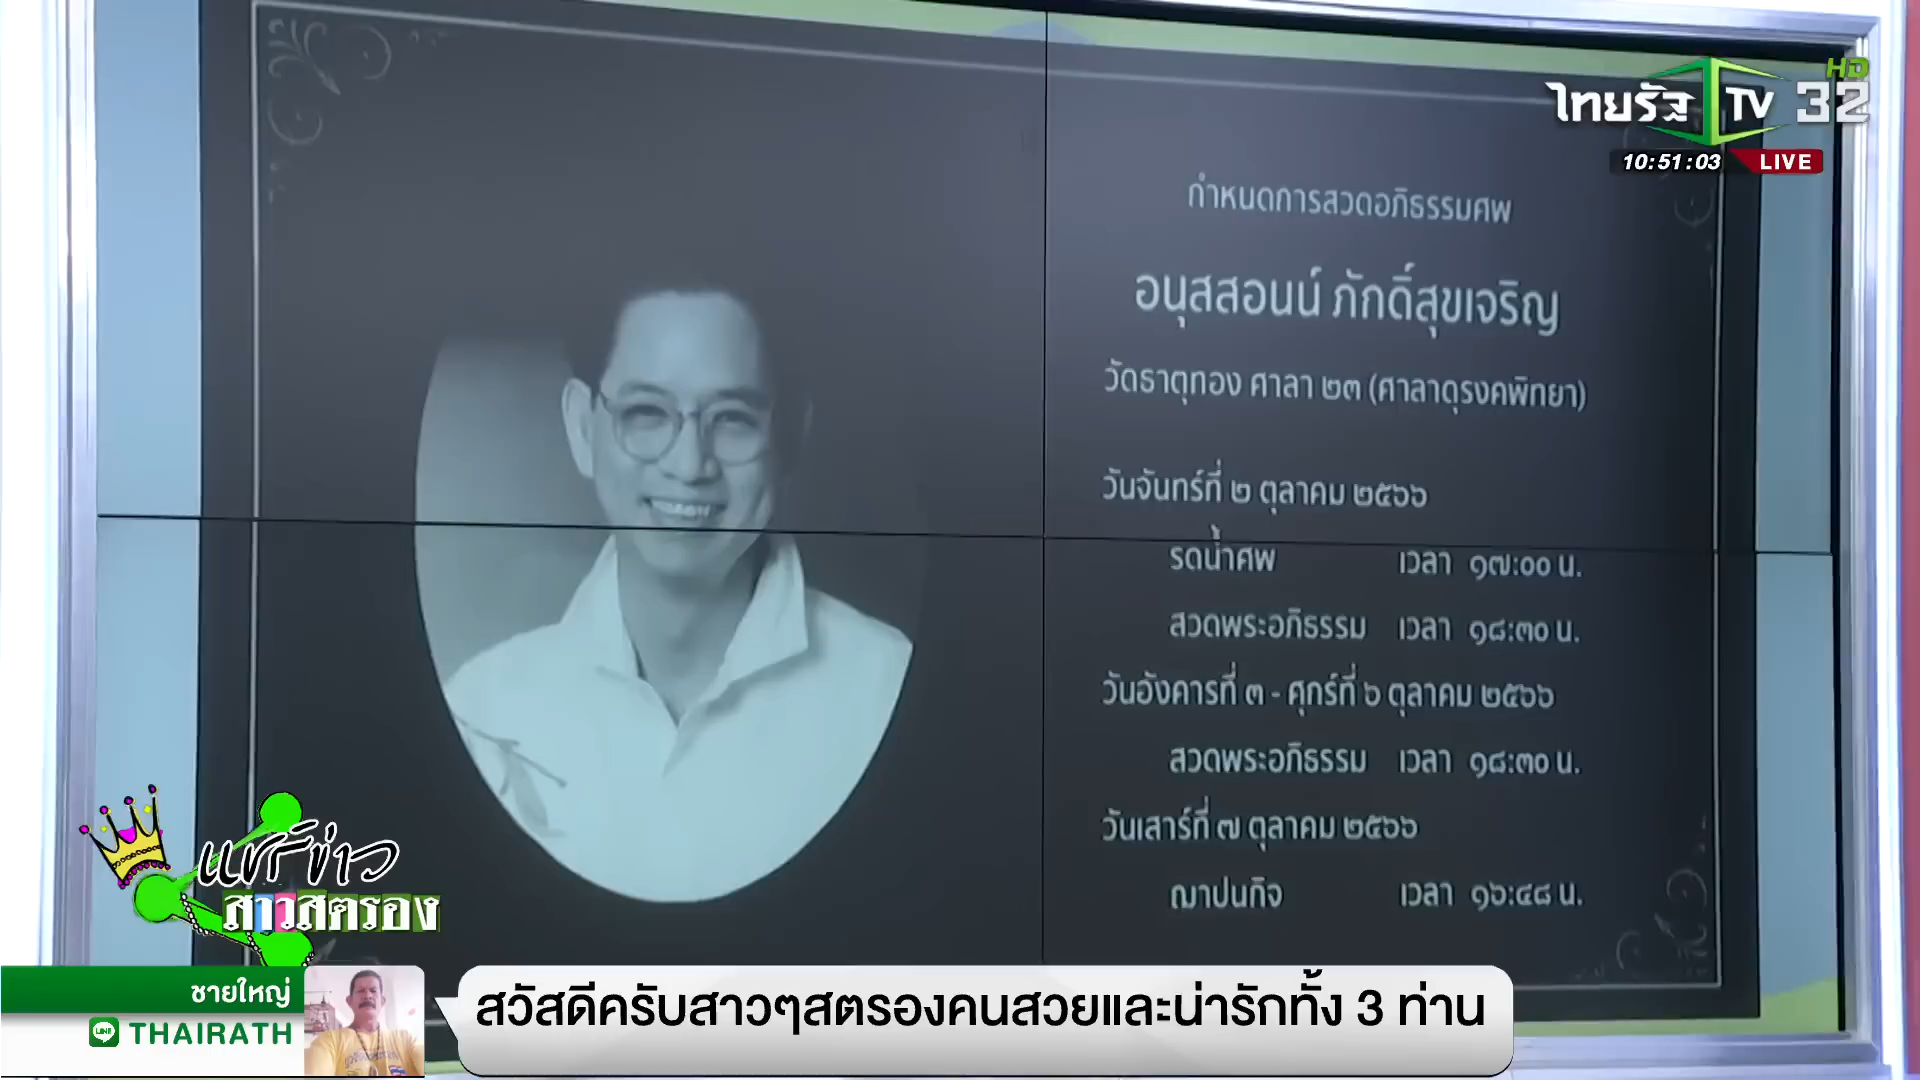 ไทยรัฐ TV HD 32
10:51:03 LIVE
กำหนดการสวดอภิธรรมศพ
อนุสสอนน์ ภักดิ์สุขเจริญ
วัดธาตุทอง ศาลา ๒๓ (ศาลาดุรงคพิทยา)
วันจันทร์ที่ ๒ ตุลาคม ๒๕๖๖
รดน้ำศพ เวลา ๑๗:๐๐ น.
สวดพระอภิธรรม เวลา ๑๘:๓๐ น.
วันอังคารที่ ๓ - ศุกร์ที่ ๖ ตุลาคม ๒๕๖๖
สวดพระอภิธรรม เวลา ๑๘:๓๐ น.
วันเสาร์ที่ ๗ ตุลาคม ๒๕๖๖
ฌาปนกิจ เวลา ๑๖:๔๘ น.
แชร์ข่าว
สาวสตรอง
ชายใหญ่
LINE THAIRATH
สวัสดีครับสาวๆสตรองคนสวยและน่ารักทั้ง 3 ท่าน